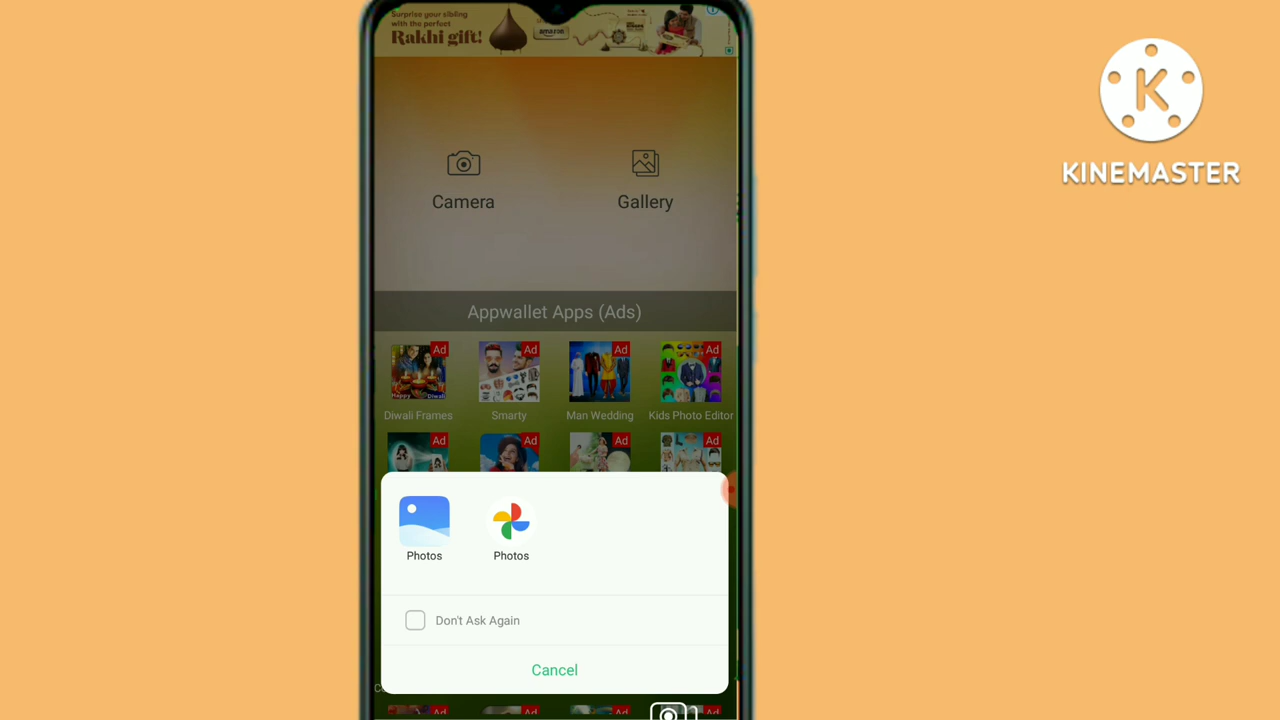 Surprise your sibling
with the perfect
Rakhi gift!
amazon
K
KINEMASTER
Camera
Gallery
Appwallet Apps (Ads)
Ad
Ad
Ad
Ad
Happy Diwali
Diwali Frames
Smarty
Man Wedding
Kids Photo Editor
Ad
Ad
Ad
Ad
Photos
Photos
Don't Ask Again
Cancel
Ad
Ad
Ad